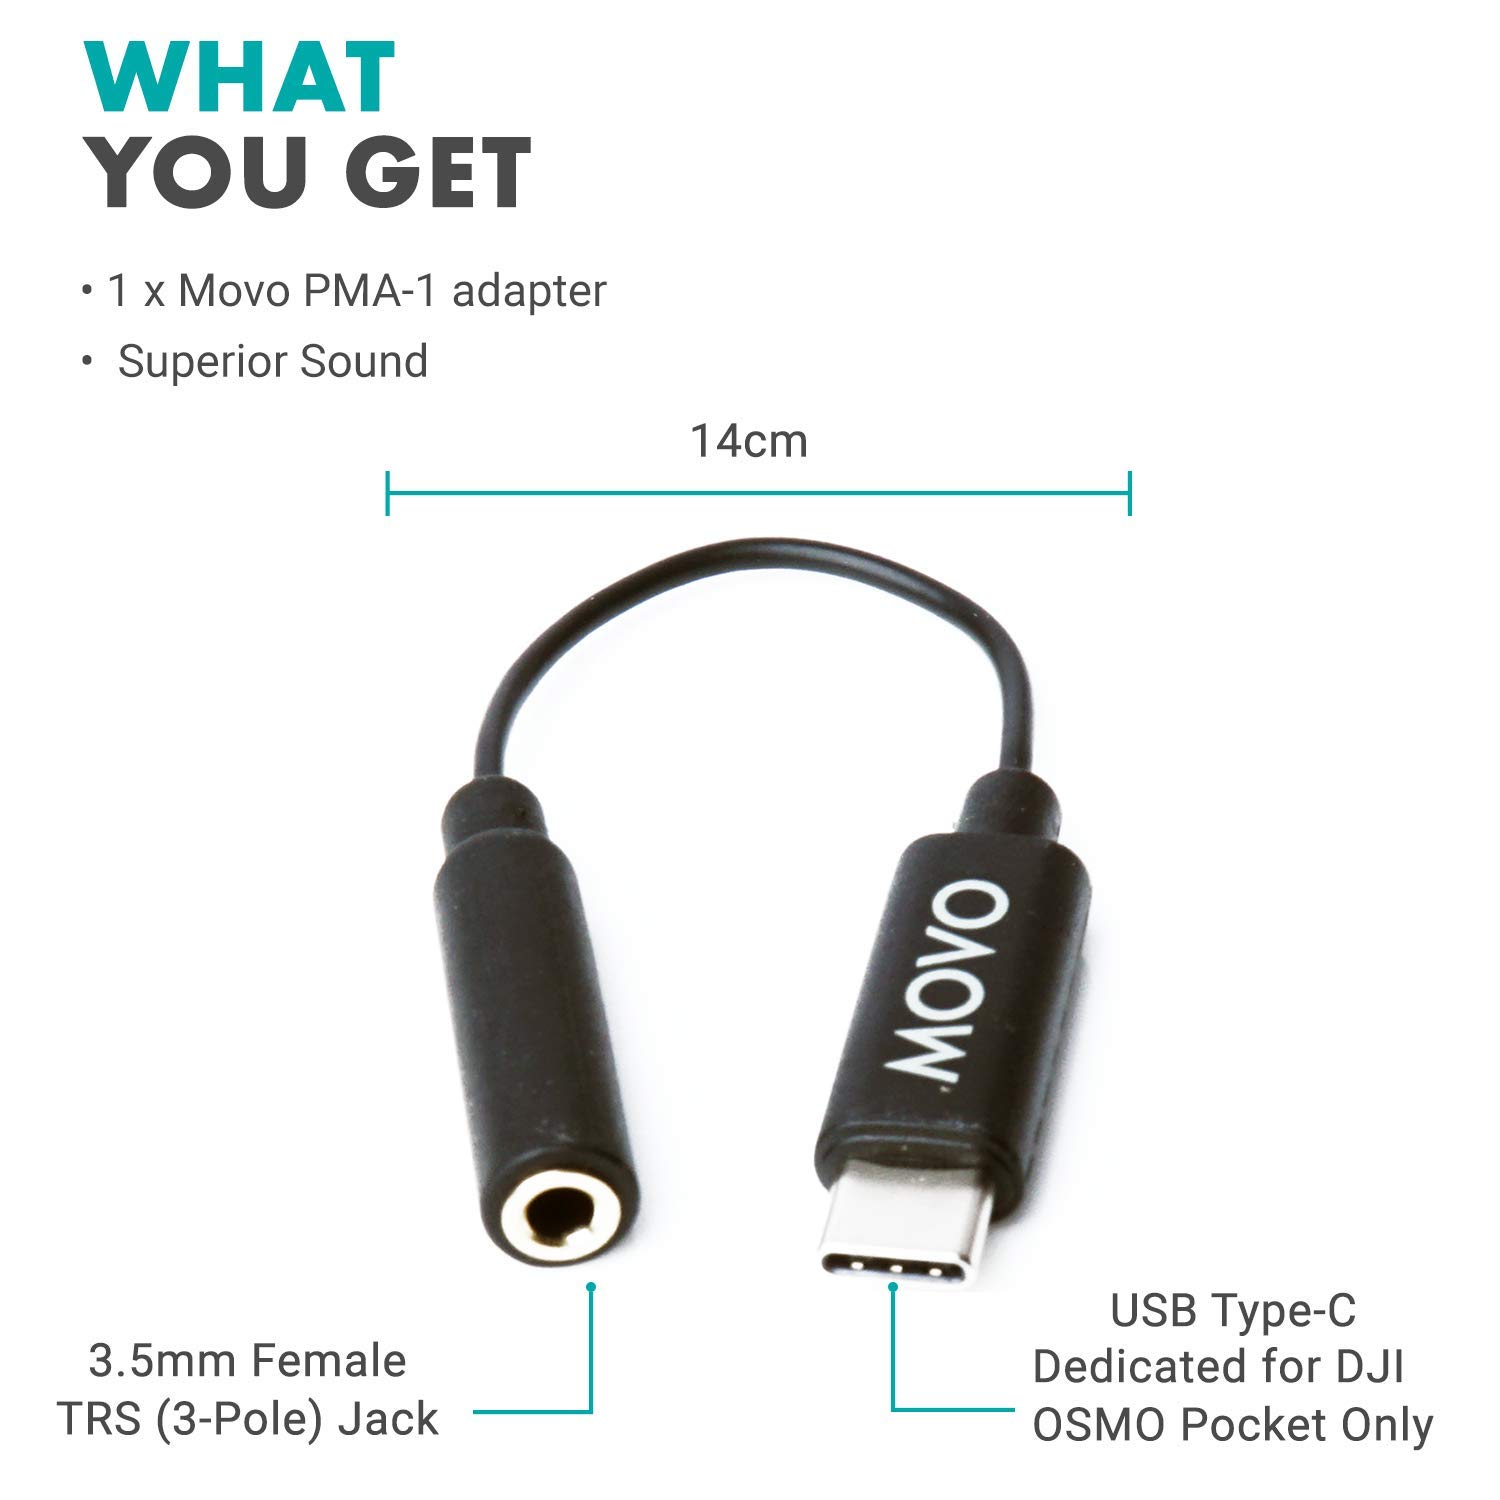 WHAT
YOU GET
• 1 x Movo PMA-1 adapter
• Superior Sound
14cm
MOVO
3.5mm Female
TRS (3-Pole) Jack
USB Type-C
Dedicated for DJI
OSMO Pocket Only